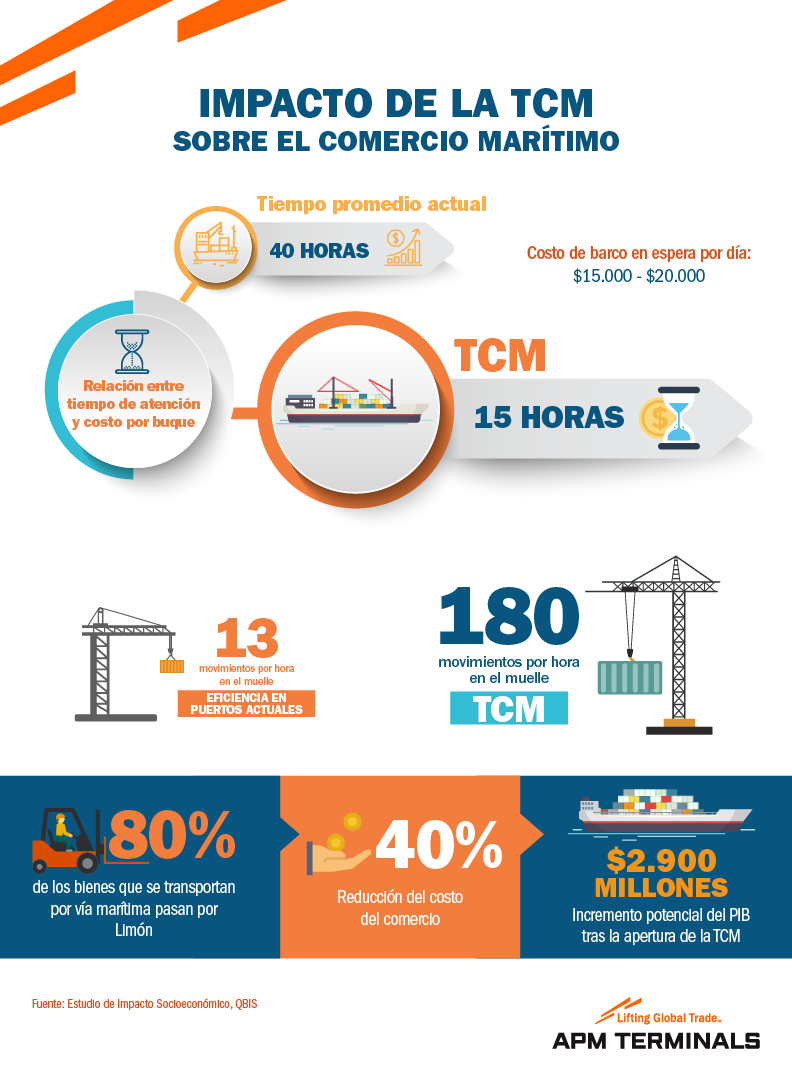 IMPACTO DE LA TCM
SOBRE EL COMERCIO MARÍTIMO
Tiempo promedio actual
40 HORAS
$
Costo de barco en espera por día:
$15.000 - $20.000
Relación entre
tiempo de atención
y costo por buque
TCM
15 HORAS
$
13
movimientos por hora
en el muelle
EFICIENCIA EN
PUERTOS ACTUALES
180
movimientos por hora
en el muelle
TCM
80%
de los bienes que se transportan
por vía marítima pasan por
Limón
40%
Reducción del costo
del comercio
$2.900
MILLONES
Incremento potencial del PIB
tras la apertura de la TCM
Fuente: Estudio de Impacto Socioeconómico, QBIS
Lifting Global Trade..
APM TERMINALS